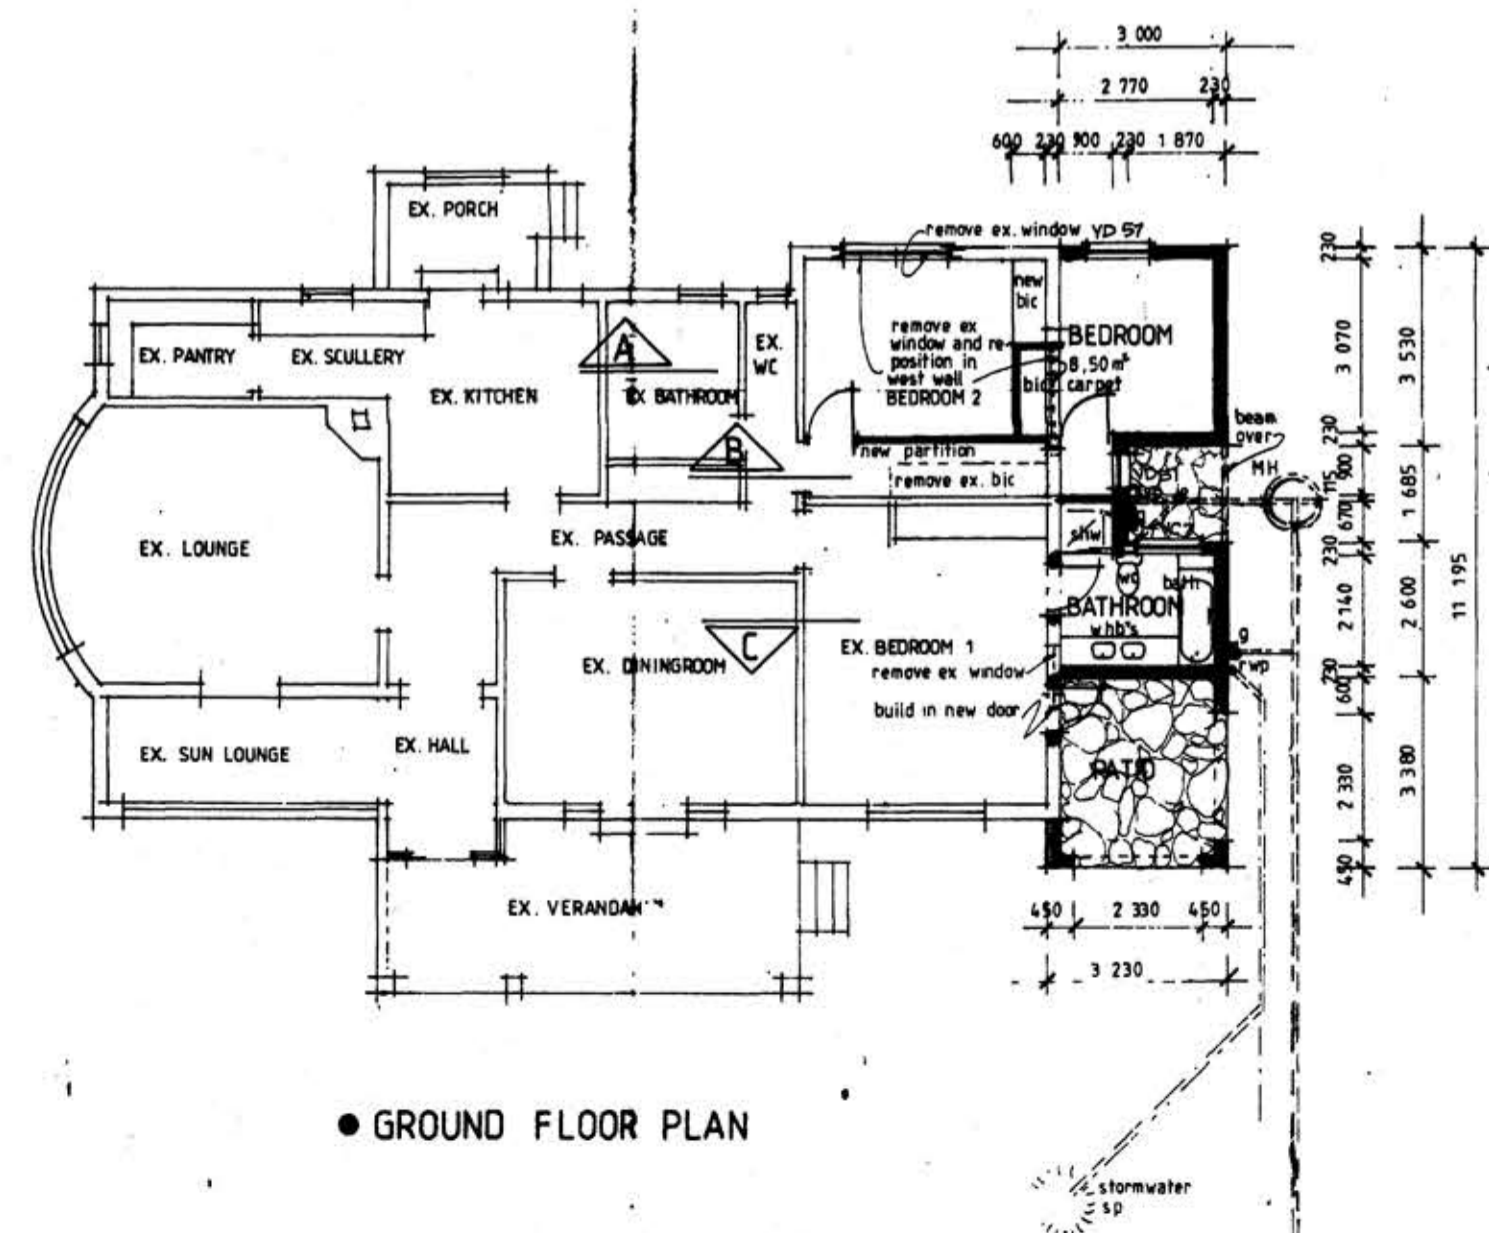 3 000
2 770 230
600 230 900 230 1 870
EX. PORCH
remove ex. window YD 57
new
bic
BEDROOM
8,50 m²
carpet
remove ex
window and re-
position in
west wall
BEDROOM 2
EX. PANTRY
EX. SCULLERY
EX. KITCHEN
A
EX BATHROOM
EX.
WC
B
new partition
remove ex. bic
beam
over
MH
EX. LOUNGE
EX. PASSAGE
shw
wc
bath
BATHROOM
whb's
g
rwp
C
EX. DININGROOM
EX. BEDROOM 1
remove ex window
build in new door
EX. SUN LOUNGE
EX. HALL
PATIO
EX. VERANDAH
230
3 070
230
900
115
670
230
2 140
230
600
2 330
450
3 530
1 685
2 600
3 380
11 195
450 2 330 450
3 230
GROUND FLOOR PLAN
stormwater
sp